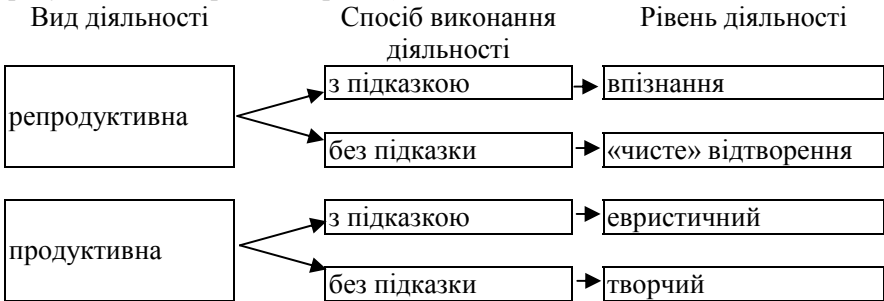 Вид діяльності Спосіб виконання Рівень діяльності
діяльності
з підказкою впізнання
репродуктивна
без підказки «чисте» відтворення
з підказкою евристичний
продуктивна
без підказки творчий